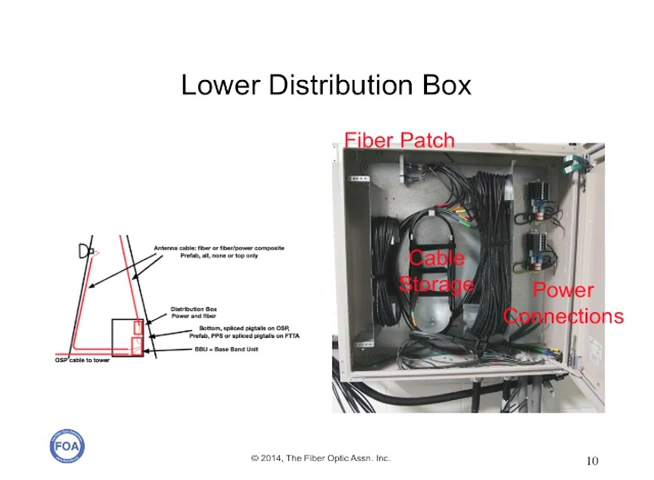 Lower Distribution Box
Fiber Patch
Cable
Storage
Power
Connections
Antenna cable: fiber or fiber/power composite
Prefab, all, none or top only
Distribution Box
Power and fiber
Bottom, spliced pigtails on OSP,
Prefab, PPS or spliced pigtails on FTTA
BBU = Base Band Unit
OSP cable to tower
FOA
© 2014, The Fiber Optic Assn. Inc.
10